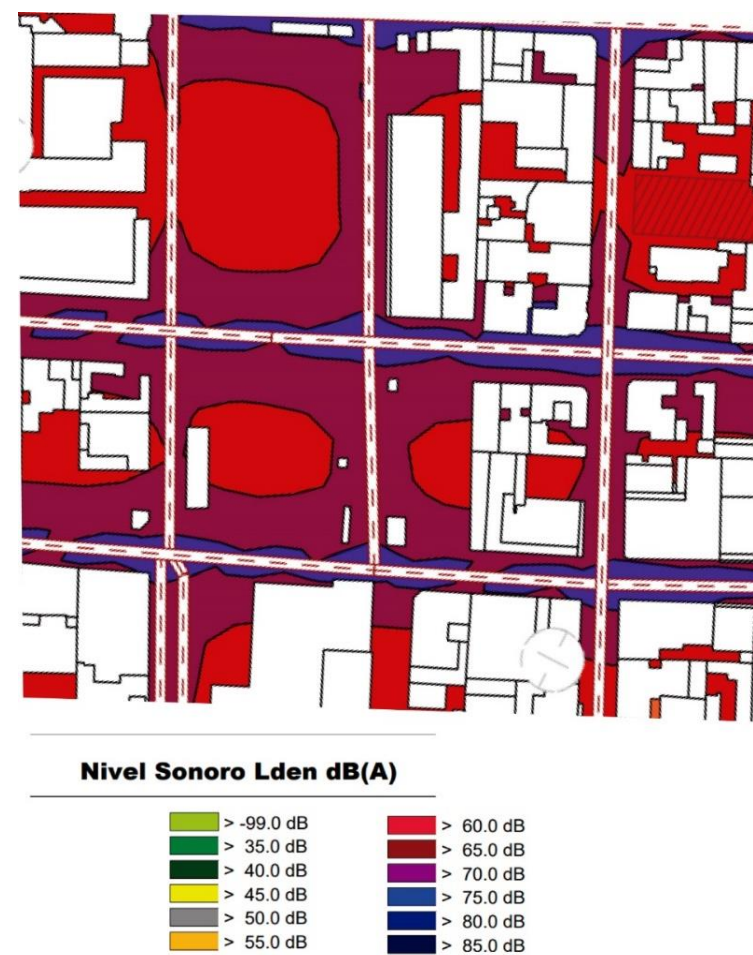 Nivel Sonoro Lden dB(A)
> -99.0 dB
> 35.0 dB
> 40.0 dB
> 45.0 dB
> 50.0 dB
> 55.0 dB
> 60.0 dB
> 65.0 dB
> 70.0 dB
> 75.0 dB
> 80.0 dB
> 85.0 dB